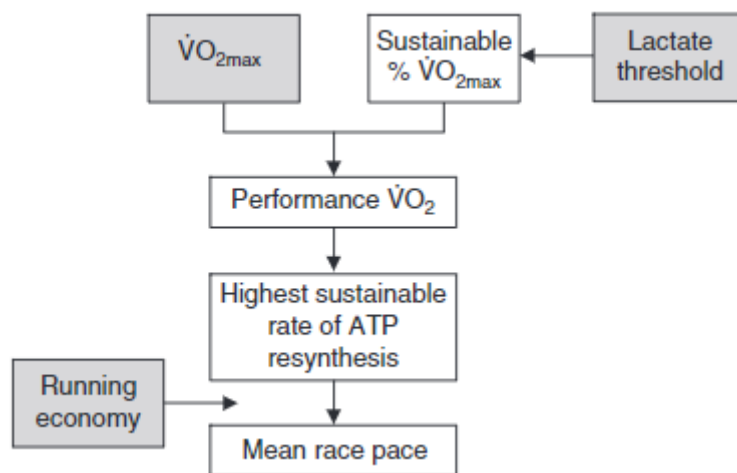 V̇O₂max
Sustainable
% V̇O₂max
Lactate
threshold
Performance V̇O₂
Highest sustainable
rate of ATP
resynthesis
Running
economy
Mean race pace